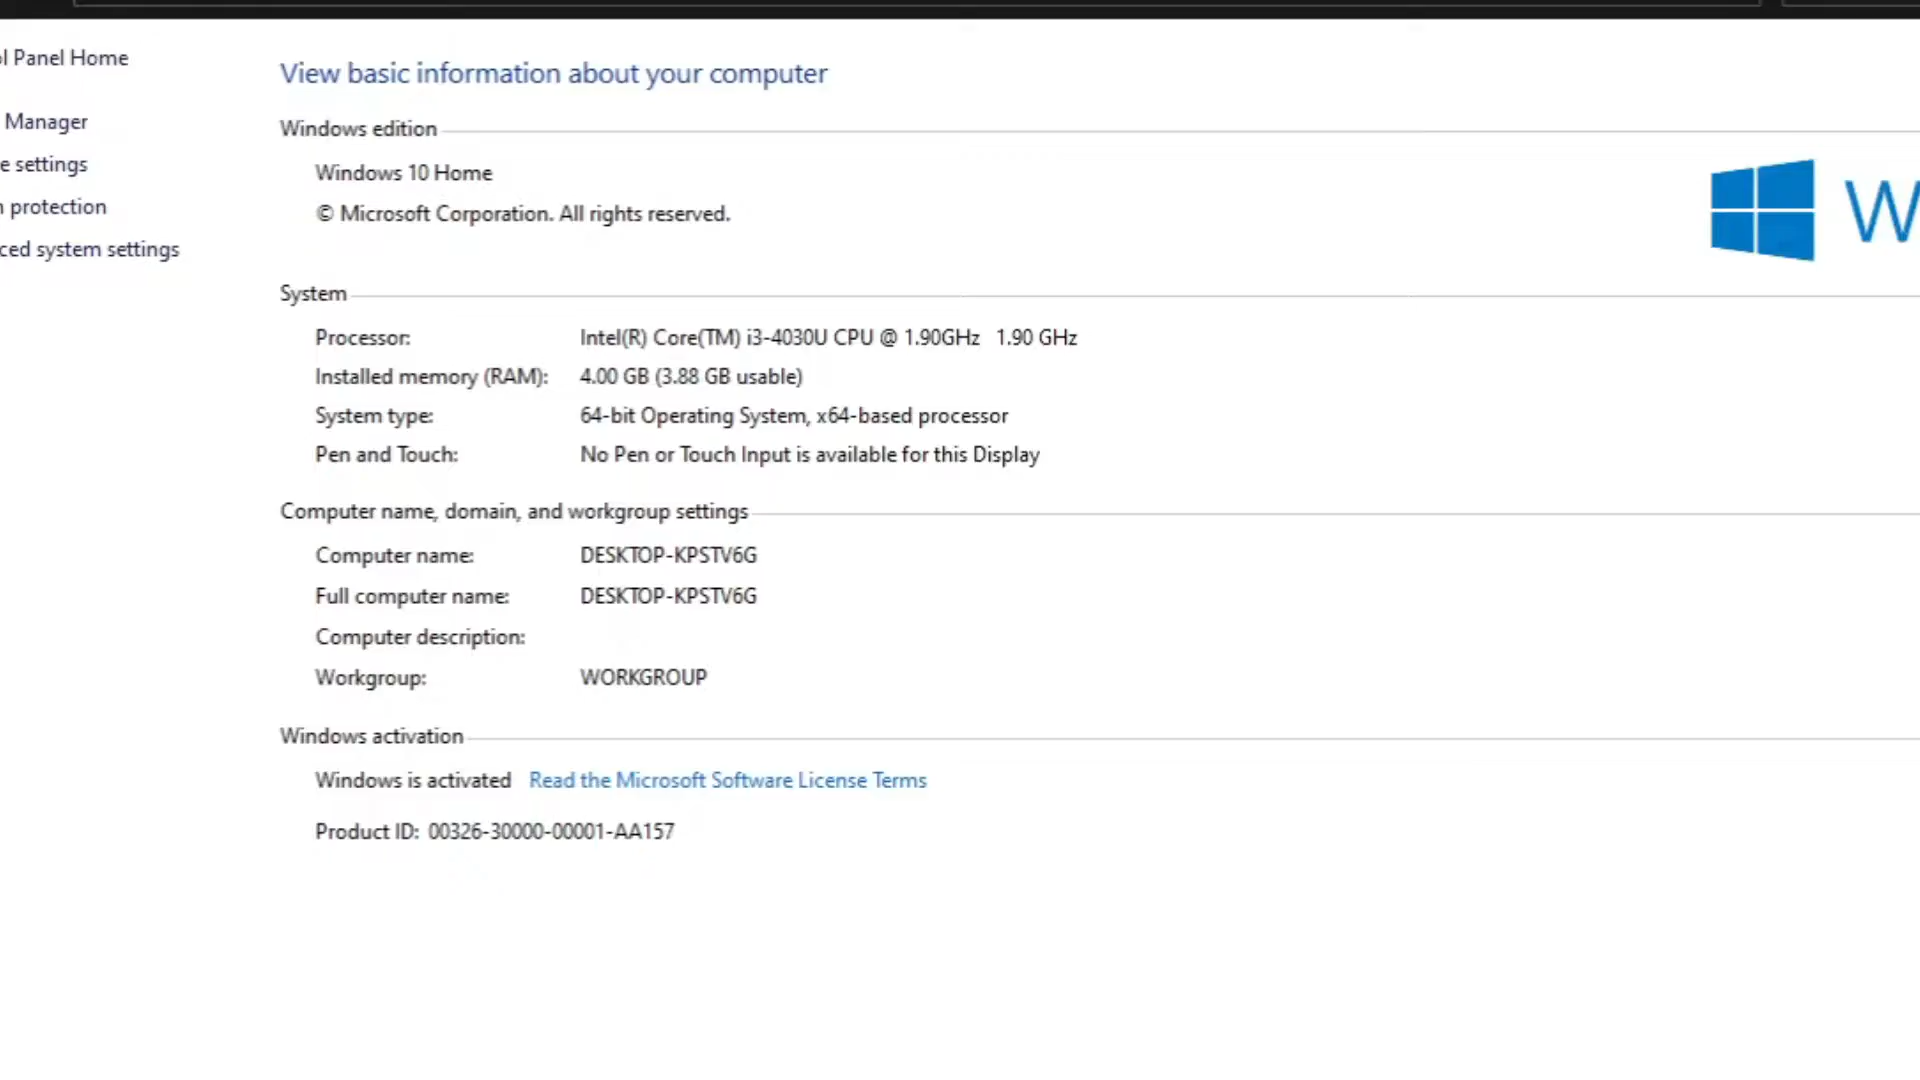 l Panel Home
Manager
e settings
protection
ced system settings
View basic information about your computer
Windows edition
Windows 10 Home
© Microsoft Corporation. All rights reserved.
W
System
Processor: Intel(R) Core(TM) i3-4030U CPU @ 1.90GHz 1.90 GHz
Installed memory (RAM): 4.00 GB (3.88 GB usable)
System type: 64-bit Operating System, x64-based processor
Pen and Touch: No Pen or Touch Input is available for this Display
Computer name, domain, and workgroup settings
Computer name: DESKTOP-KPSTV6G
Full computer name: DESKTOP-KPSTV6G
Computer description:
Workgroup: WORKGROUP
Windows activation
Windows is activated Read the Microsoft Software License Terms
Product ID: 00326-30000-00001-AA157